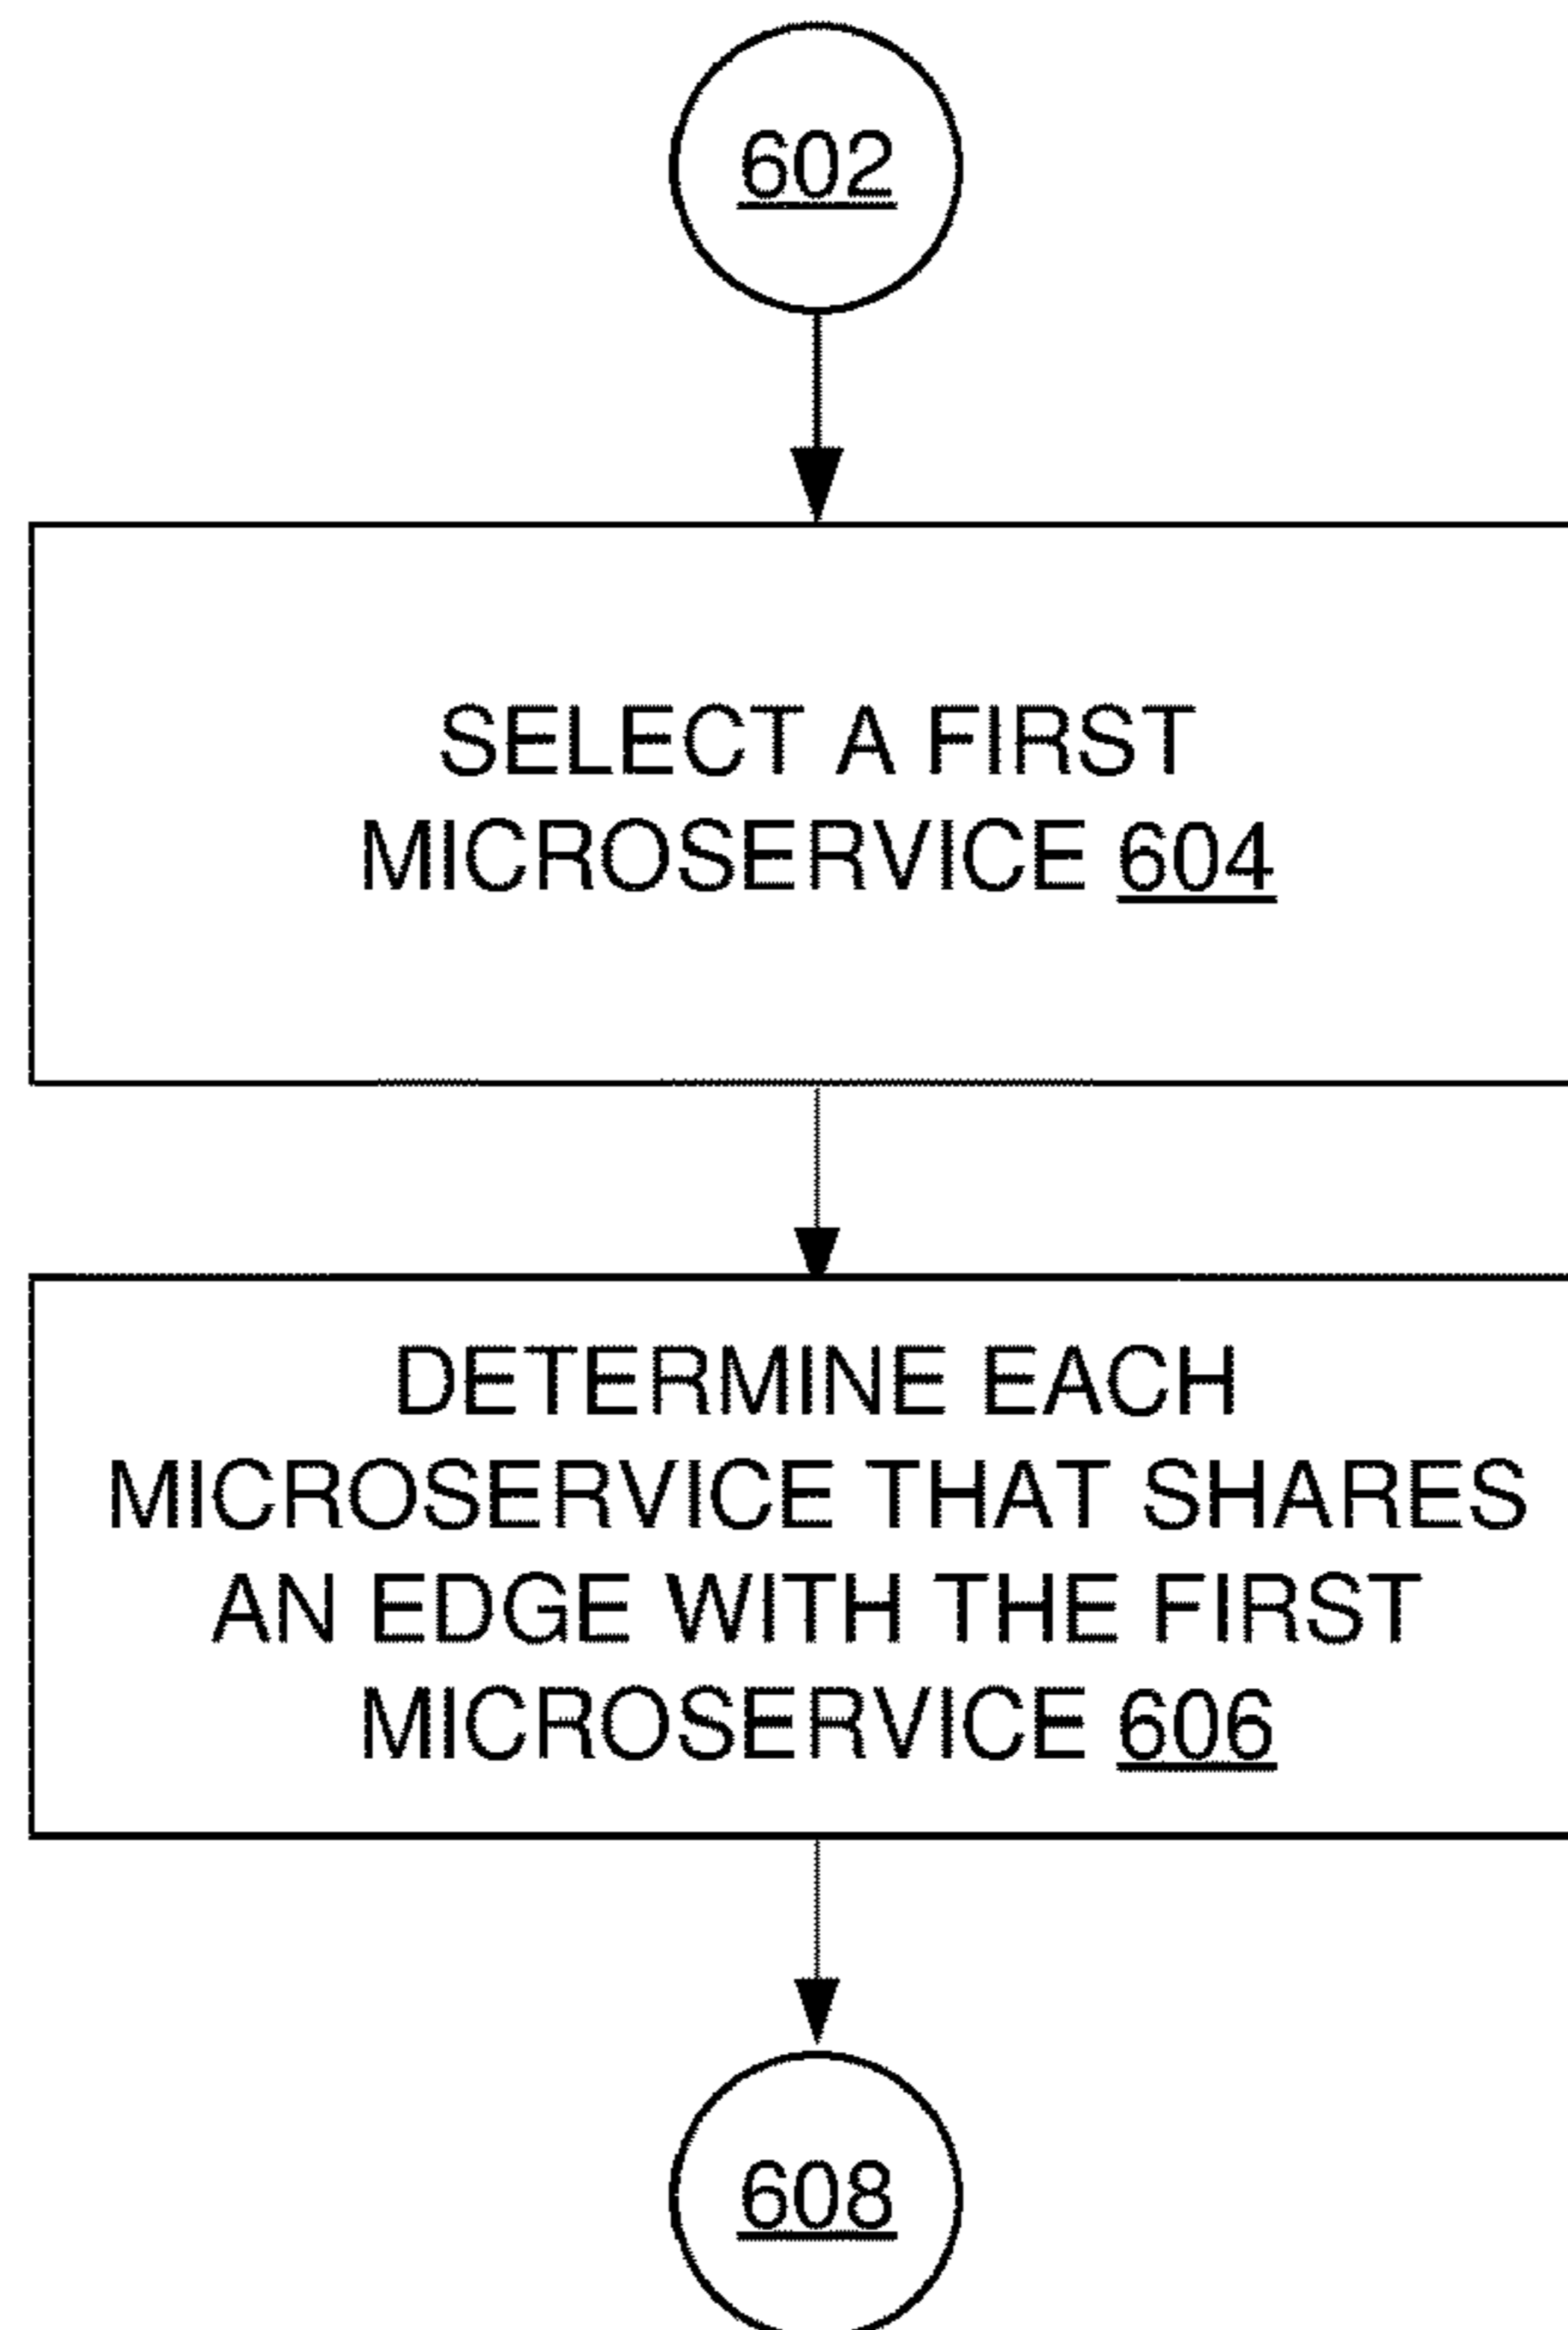 602
SELECT A FIRST
MICROSERVICE 604
DETERMINE EACH
MICROSERVICE THAT SHARES
AN EDGE WITH THE FIRST
MICROSERVICE 606
608